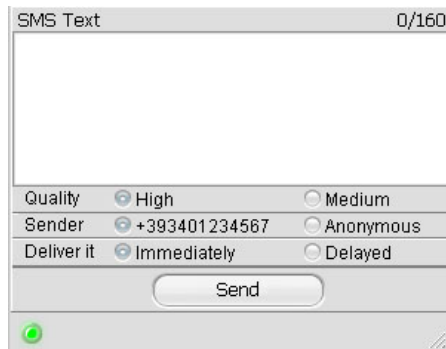 SMS Text 0/160
Quality High Medium
Sender +393401234567 Anonymous
Deliver it Immediately Delayed
Send